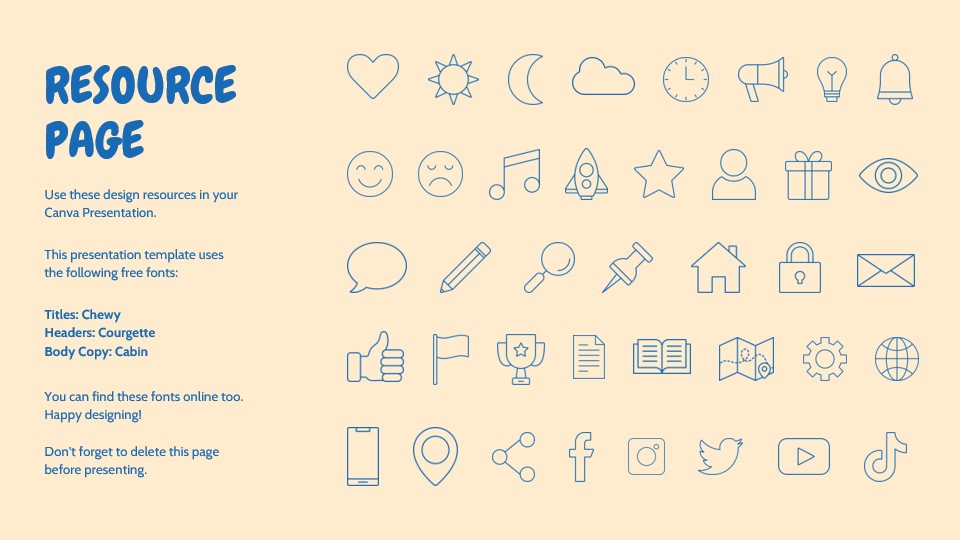 RESOURCE
PAGE
Use these design resources in your
Canva Presentation.
This presentation template uses
the following free fonts:
Titles: Chewy
Headers: Courgette
Body Copy: Cabin
You can find these fonts online too.
Happy designing!
Don't forget to delete this page
before presenting.